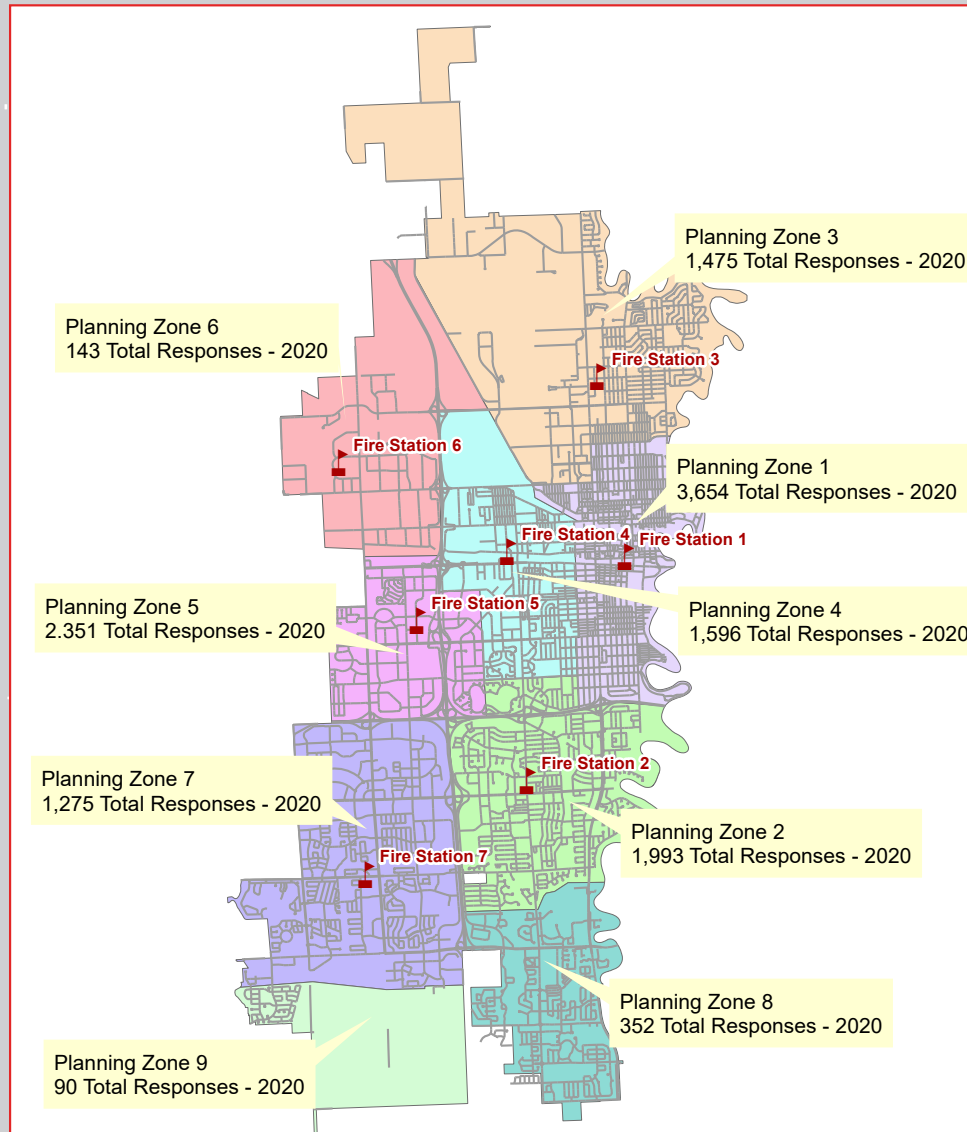 Planning Zone 3
1,475 Total Responses - 2020
Planning Zone 6
143 Total Responses - 2020
Fire Station 3
Fire Station 6
Planning Zone 1
3,654 Total Responses - 2020
Fire Station 4
Fire Station 1
Planning Zone 5
2.351 Total Responses - 2020
Fire Station 5
Planning Zone 4
1,596 Total Responses - 2020
Planning Zone 7
1,275 Total Responses - 2020
Fire Station 2
Planning Zone 2
1,993 Total Responses - 2020
Fire Station 7
Planning Zone 8
352 Total Responses - 2020
Planning Zone 9
90 Total Responses - 2020